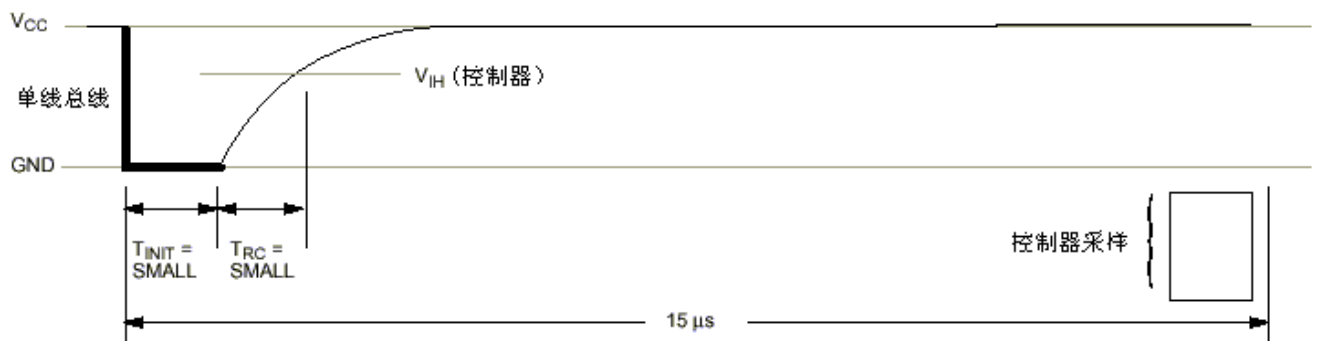 VCC
VIH (控制器)
单线总线
GND
TINIT =
SMALL
TRC =
SMALL
控制器采样
15 μs